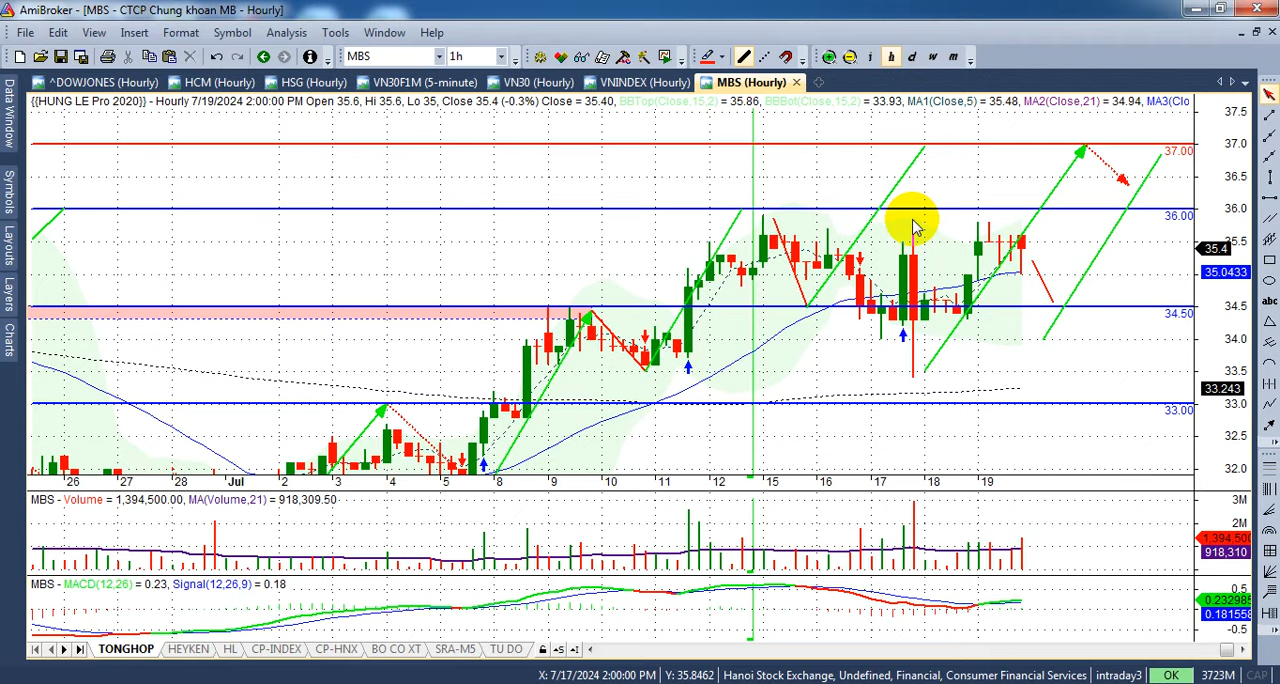 AmiBroker - [MBS - CTCP Chung khoan MB - Hourly]
File Edit View Insert Format Symbol Analysis Tools Window Help
MBS 1h i h d w m
^DOWJONES (Hourly) HCM (Hourly) HSG (Hourly) VN30F1M (5-minute) VN30 (Hourly) VNINDEX (Hourly) MBS (Hourly)
{{HUNG LE Pro 2020}} - Hourly 7/19/2024 2:00:00 PM Open 35.6, Hi 35.6, Lo 35, Close 35.4 (-0.3%) Close = 35.40, BBTop(Close,15,2) = 35.86, BBBot(Close,15,2) = 33.93, MA1(Close,5) = 35.48, MA2(Close,21) = 34.94, MA3(Clo
Data Window
Symbols
Layouts
Layers
Charts
37.5
37.0
37.00
36.5
36.0
36.00
35.5
35.4
35.0433
34.5
34.50
34.0
33.5
33.243
33.0
33.00
32.5
32.0
abc
26 27 28 Jul 2 3 4 5 8 9 10 11 12 15 16 17 18 19
MBS - Volume = 1,394,500.00, MA(Volume,21) = 918,309.50
3M
2M
1,394,500
918,310
MBS - MACD(12,26) = 0.23, Signal(12,26,9) = 0.18
0.5
0.232985
0.181558
-0.5
TONGHOP HEYKEN HL CP-INDEX CP-HNX BO CO XT SRA-M5 TU DO
X: 7/17/2024 2:00:00 PM Y: 35.8462 Hanoi Stock Exchange, Undefined, Financial, Consumer Financial Services intraday3 OK 3723M CAP